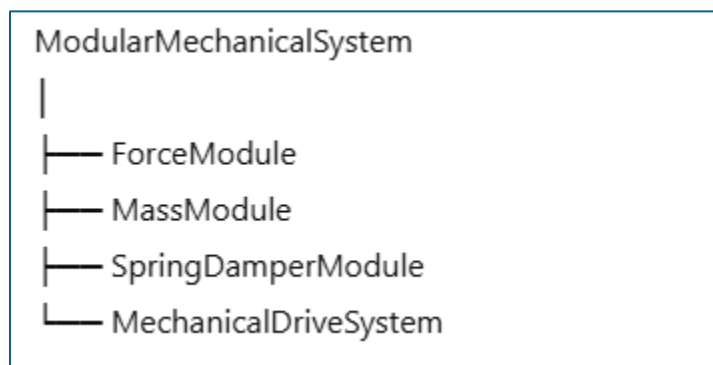 ModularMechanicalSystem
│
├── ForceModule
├── MassModule
├── SpringDamperModule
└── MechanicalDriveSystem